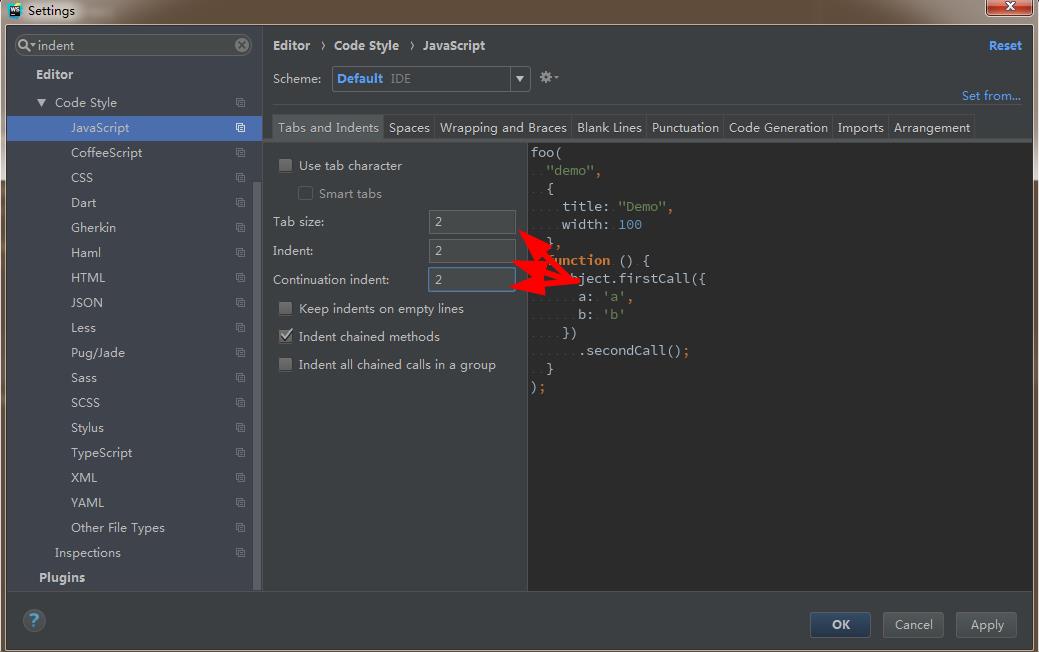 WS
Settings
X
indent
Editor
Code Style
JavaScript
CoffeeScript
CSS
Dart
Gherkin
Haml
HTML
JSON
Less
Pug/Jade
Sass
SCSS
Stylus
TypeScript
XML
YAML
Other File Types
Inspections
Plugins
Editor › Code Style › JavaScript
Reset
Scheme: Default IDE
Set from...
Tabs and Indents Spaces Wrapping and Braces Blank Lines Punctuation Code Generation Imports Arrangement
Use tab character
Smart tabs
Tab size: 2
Indent: 2
Continuation indent: 2
Keep indents on empty lines
Indent chained methods
Indent all chained calls in a group
foo(
"demo",
{
title: "Demo",
width: 100
},
unction () {
bject.firstCall({
a: 'a',
b: 'b'
})
.secondCall();
}
);
?
OK Cancel Apply